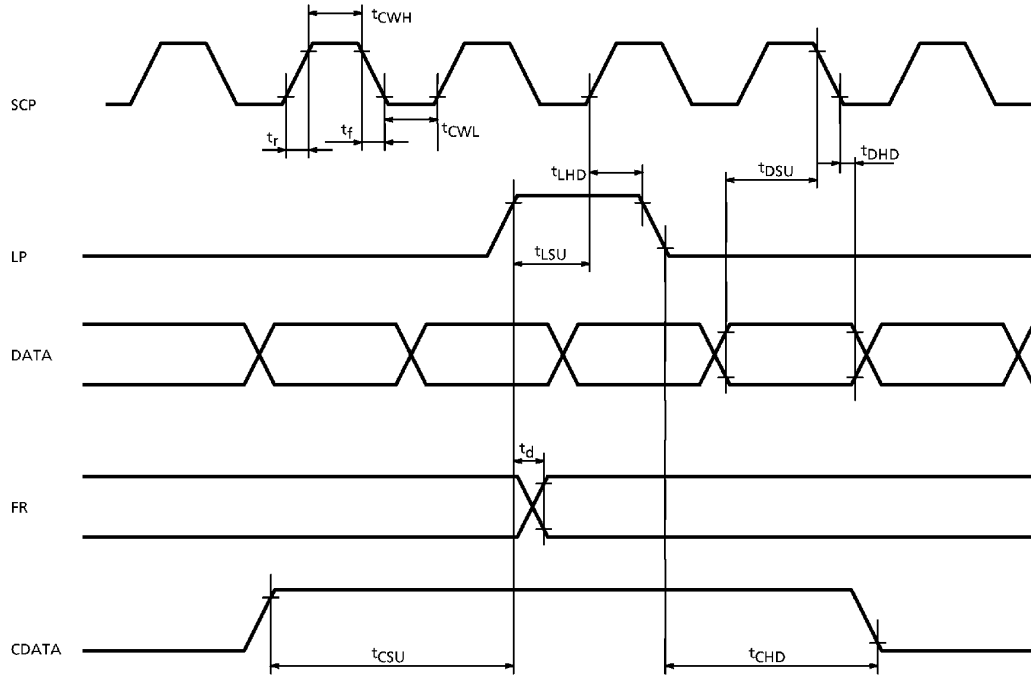 tCWH
SCP
tr
tf
tCWL
tDHD
tLHD
tDSU
LP
tLSU
DATA
td
FR
CDATA
tCSU
tCHD